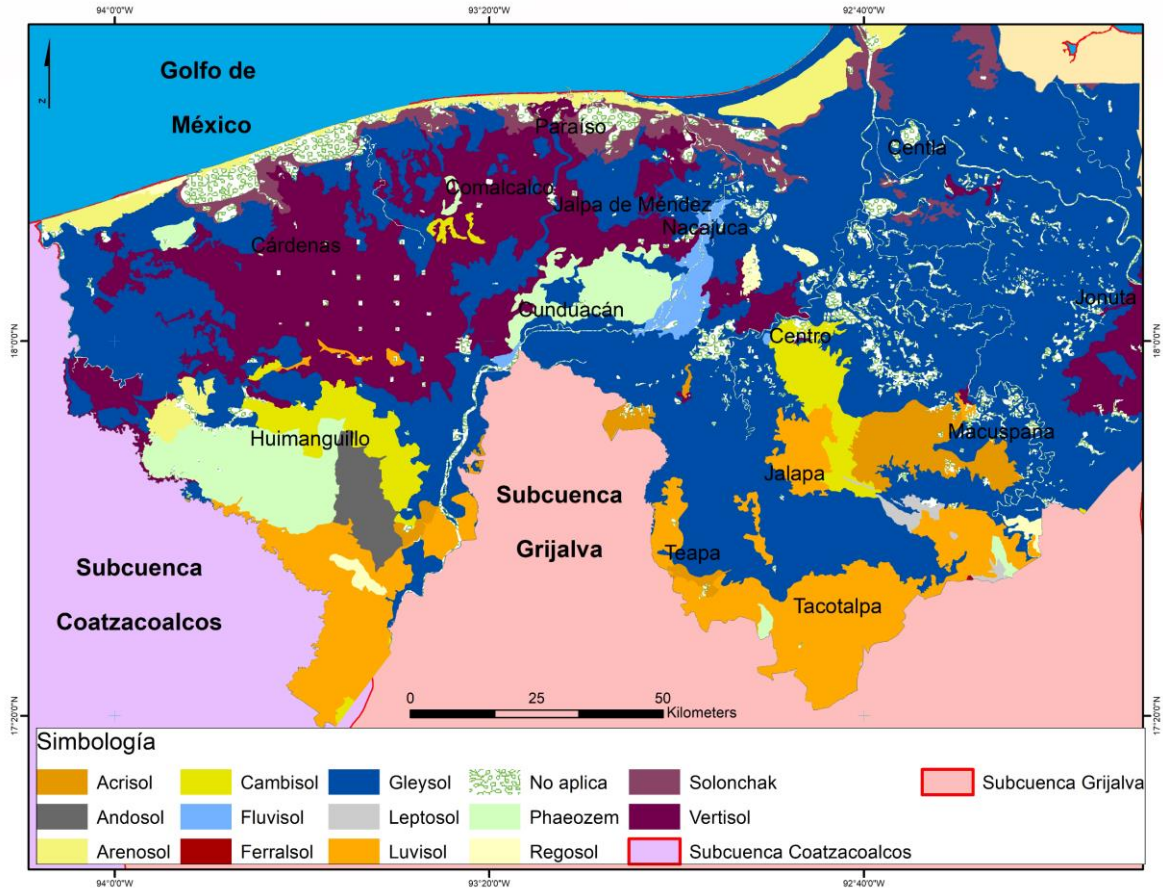 94°0'0"W 93°20'0"W 92°40'0"W
Golfo de
México
Z
Paraíso
Centla
Comalcalco
Jalpa de Méndez
Nacajuca
Cárdenas
Jonuta
Cunduacán
18°0'0"N
Centro
18°0'0"N
Huimanguillo
Macuspana
Jalapa
Subcuenca
Grijalva
Teapa
Subcuenca
Coatzacoalcos
Tacotalpa
0 25 50
Kilometers
17°20'0"N
17°20'0"N
Simbología
Acrisol Cambisol Gleysol No aplica Solonchak Subcuenca Grijalva
Andosol Fluvisol Leptosol Phaeozem Vertisol
Arenosol Ferralsol Luvisol Regosol Subcuenca Coatzacoalcos
94°0'0"W 93°20'0"W 92°40'0"W